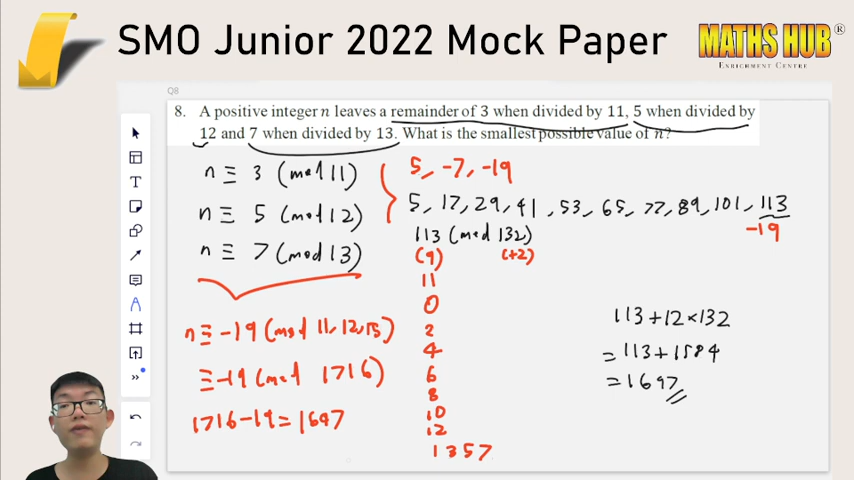 SMO Junior 2022 Mock Paper
MATHS HUB®
ENRICHMENT CENTRE
Q8
8. A positive integer n leaves a remainder of 3 when divided by 11, 5 when divided by
12 and 7 when divided by 13. What is the smallest possible value of n?
n ≡ 3 (mod 11)
n ≡ 5 (mod 12)
n ≡ 7 (mod 13)
5, -7, -19
5, 17, 29, 41, 53, 65, 77, 89, 101, 113
-19
113 (mod 132)
(9) (+2)
11
0
2
4
6
8
10
12
1 3 5 7
n ≡ -19 (mod 11, 12, 13)
≡ -19 (mod 1716)
1716-19=1697
113+12×132
=113+1584
=1697